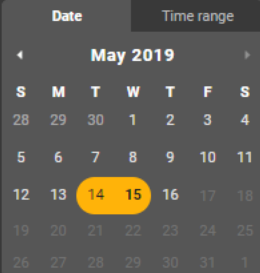 Date Time range
May 2019
S M T W T F S
28 29 30 1 2 3 4
5 6 7 8 9 10 11
12 13 14 15 16 17 18
19 20 21 22 23 24 25
26 27 28 29 30 31 1